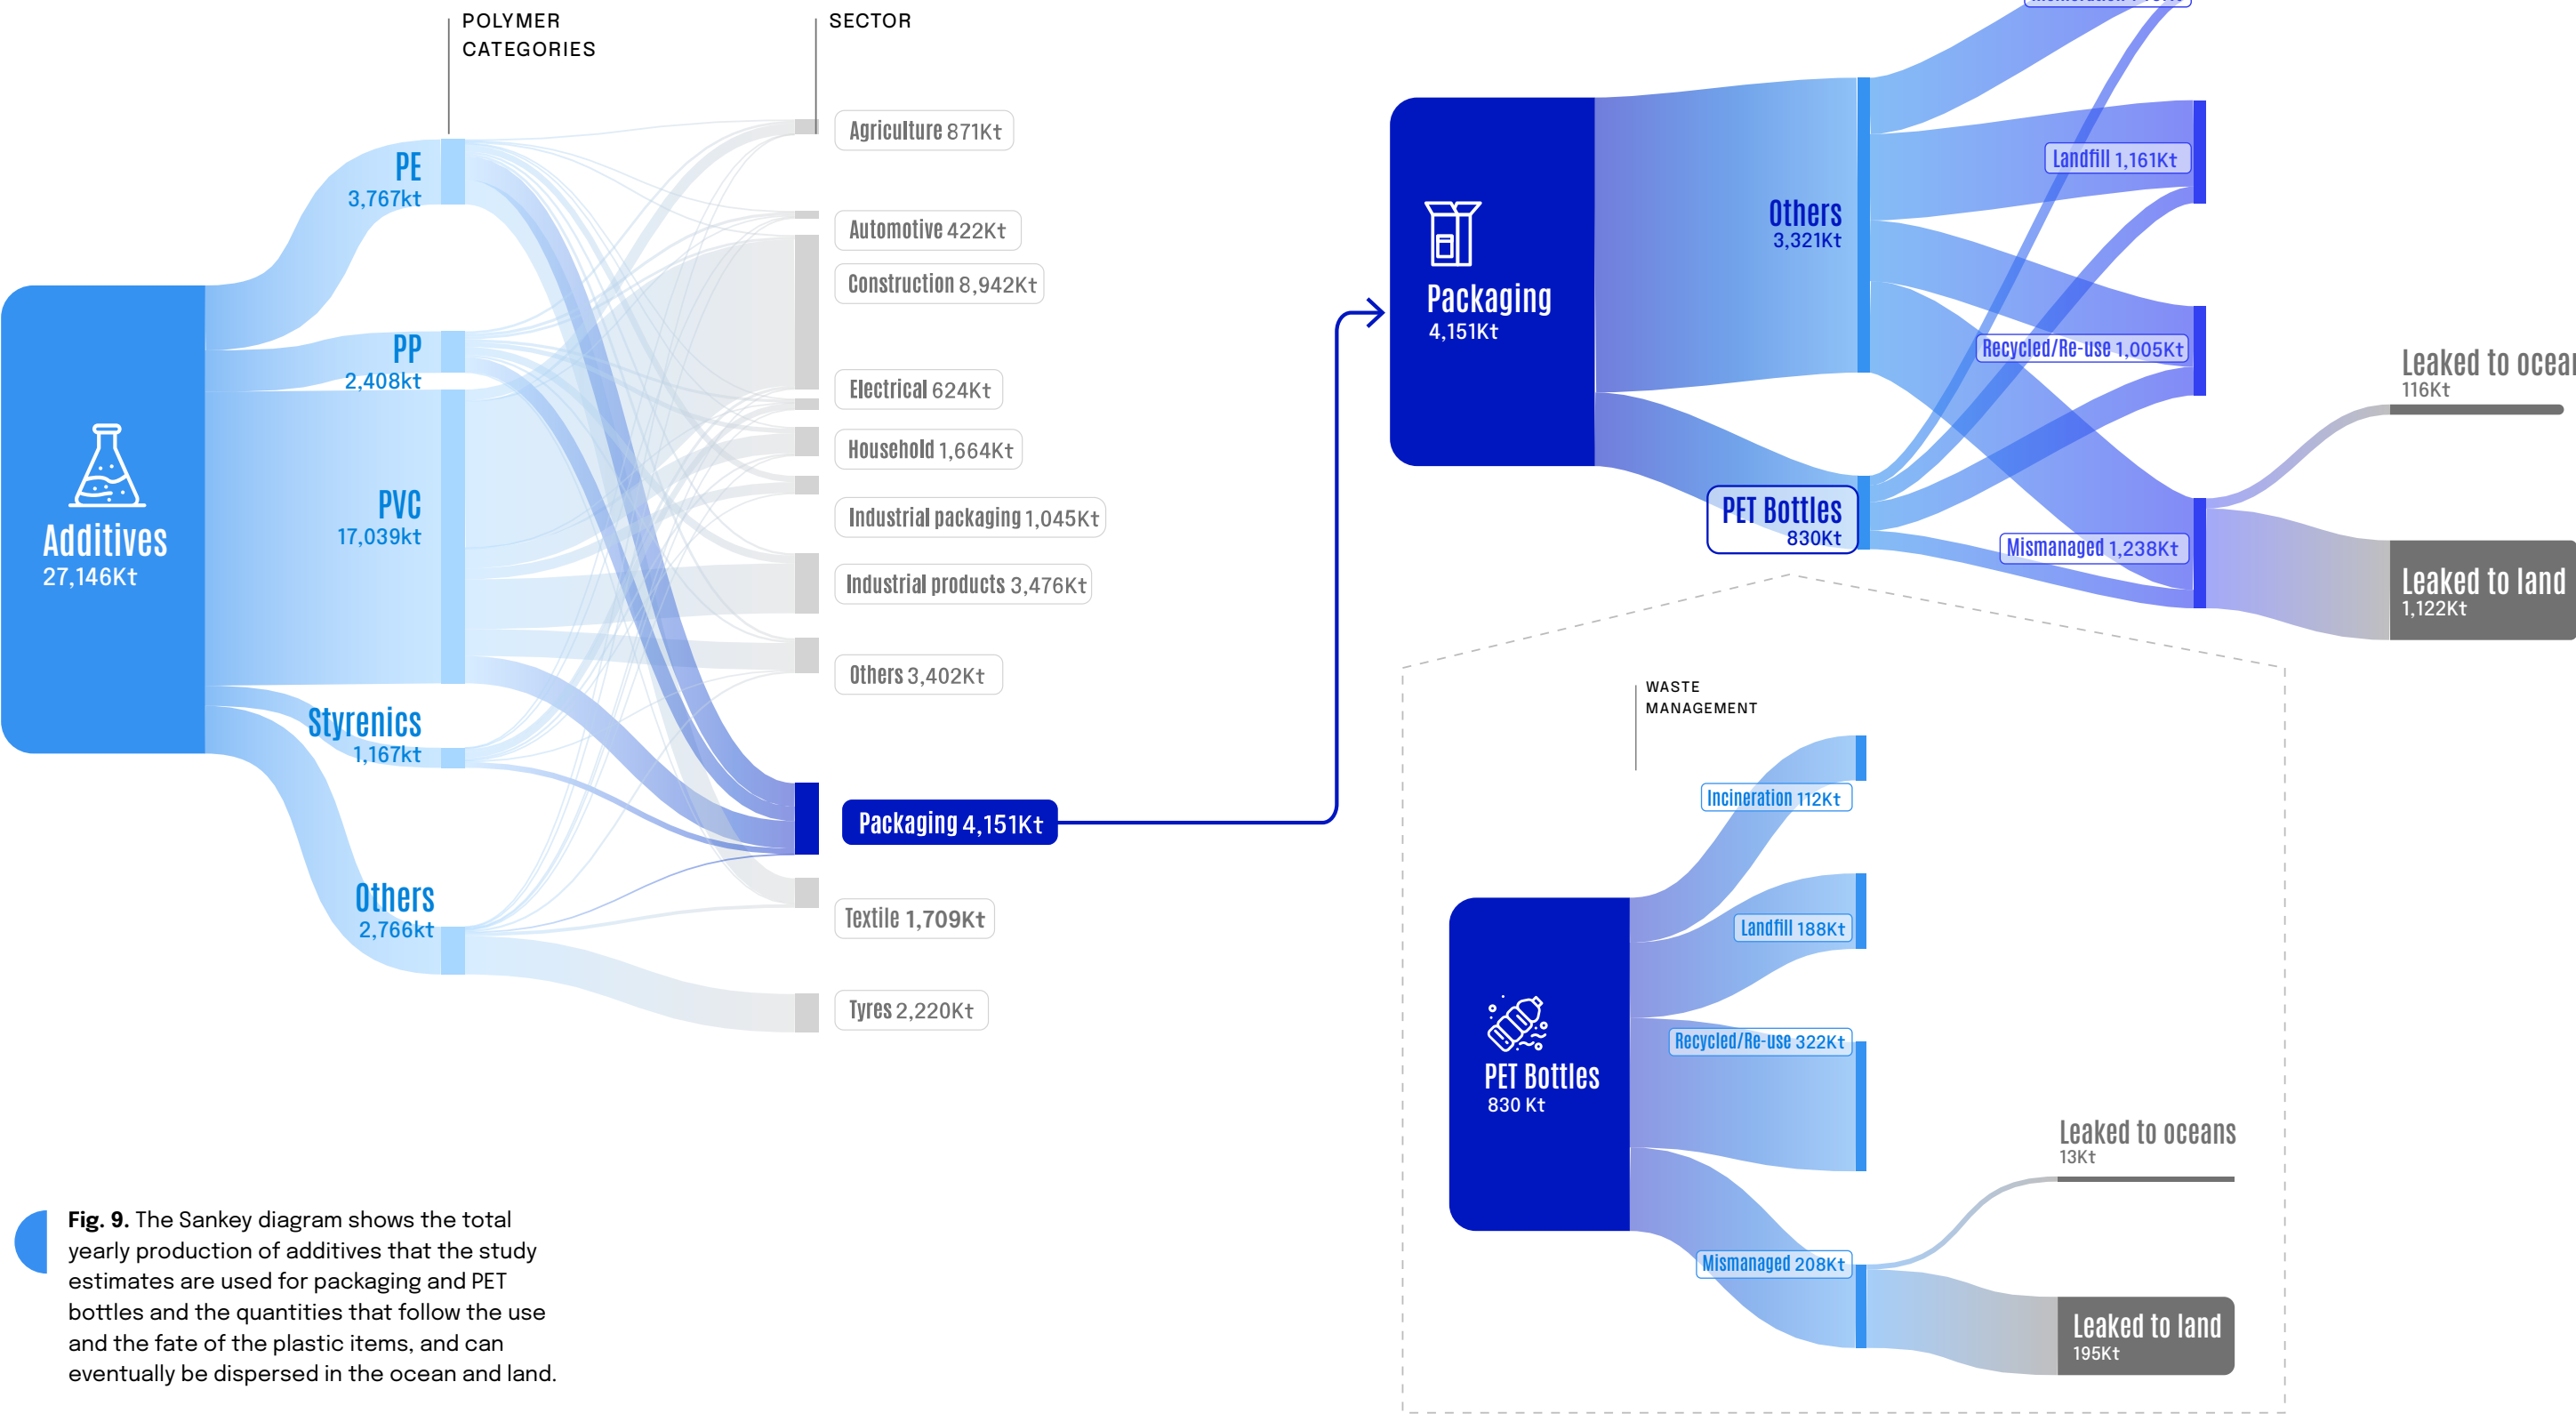 POLYMER
CATEGORIES
SECTOR
PE
3,767kt
PP
2,408kt
PVC
17,039kt
Styrenics
1,167kt
Others
2,766kt
Additives
27,146Kt
Agriculture 871Kt
Automotive 422Kt
Construction 8,942Kt
Electrical 624Kt
Household 1,664Kt
Industrial packaging 1,045Kt
Industrial products 3,476Kt
Others 3,402Kt
Packaging 4,151Kt
Textile 1,709Kt
Tyres 2,220Kt
Packaging
4,151Kt
Others
3,321Kt
PET Bottles
830Kt
Landfill 1,161Kt
Recycled/Re-use 1,005Kt
Mismanaged 1,238Kt
Leaked to ocean
116Kt
Leaked to land
1,122Kt
WASTE
MANAGEMENT
Incineration 112Kt
Landfill 188Kt
Recycled/Re-use 322Kt
Mismanaged 208Kt
PET Bottles
830 Kt
Leaked to oceans
13Kt
Leaked to land
195Kt
Fig. 9. The Sankey diagram shows the total
yearly production of additives that the study
estimates are used for packaging and PET
bottles and the quantities that follow the use
and the fate of the plastic items, and can
eventually be dispersed in the ocean and land.